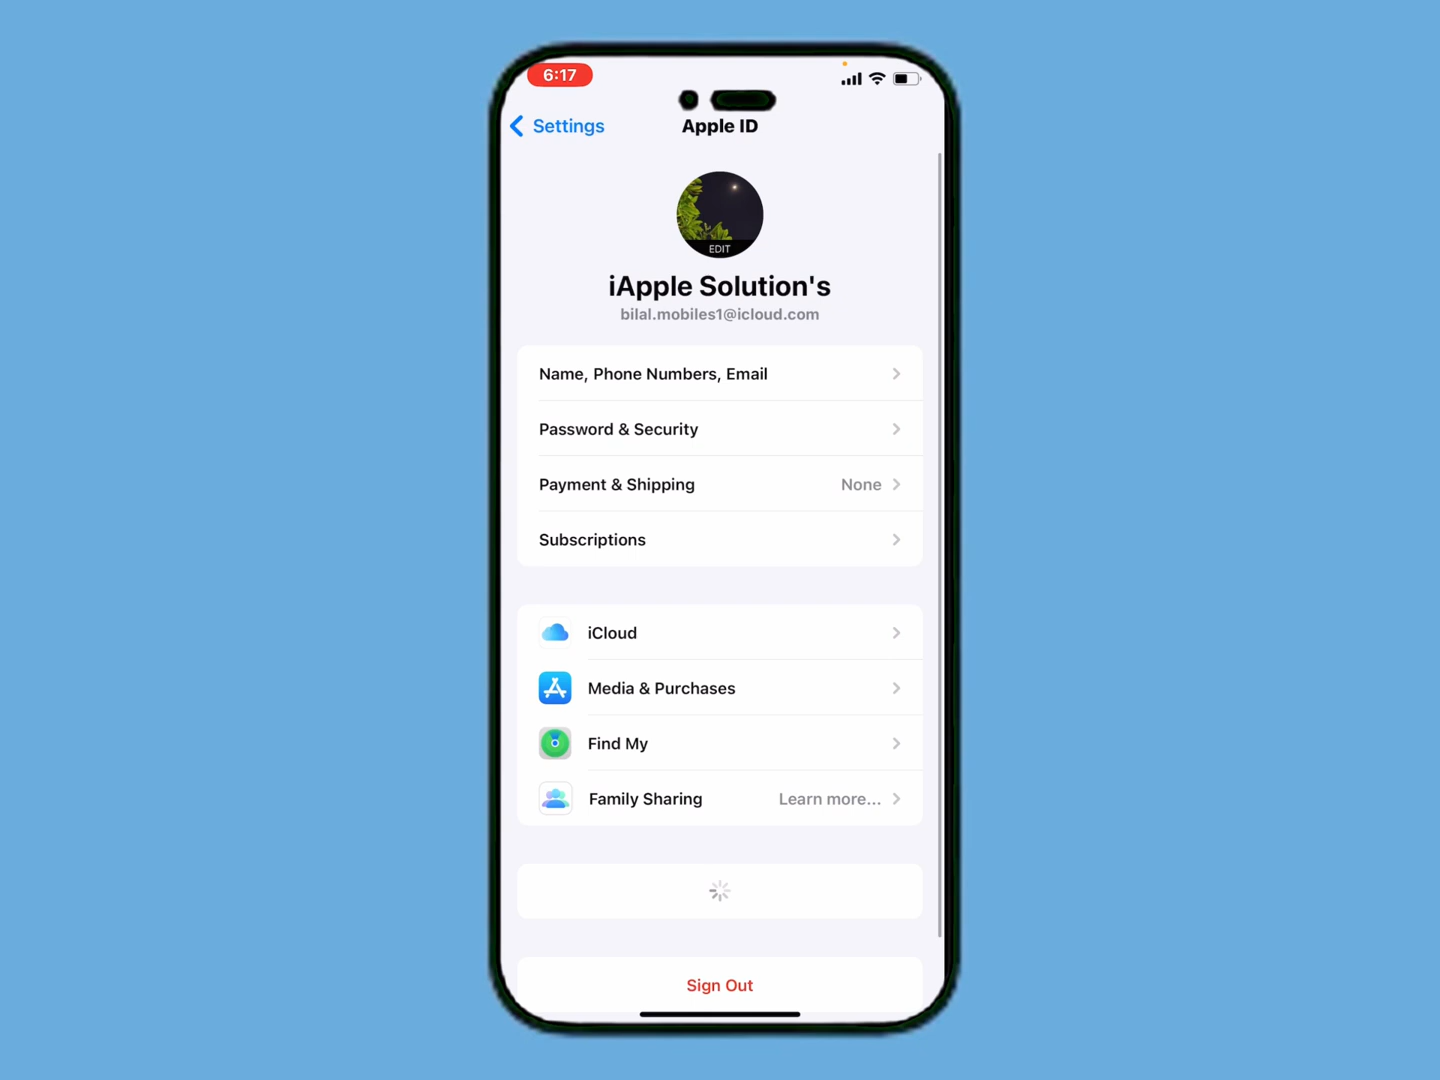 6:17
Settings
Apple ID
EDIT
iApple Solution's
bilal.mobiles1@icloud.com
Name, Phone Numbers, Email
Password & Security
Payment & Shipping None
Subscriptions
iCloud
Media & Purchases
Find My
Family Sharing Learn more...
Sign Out